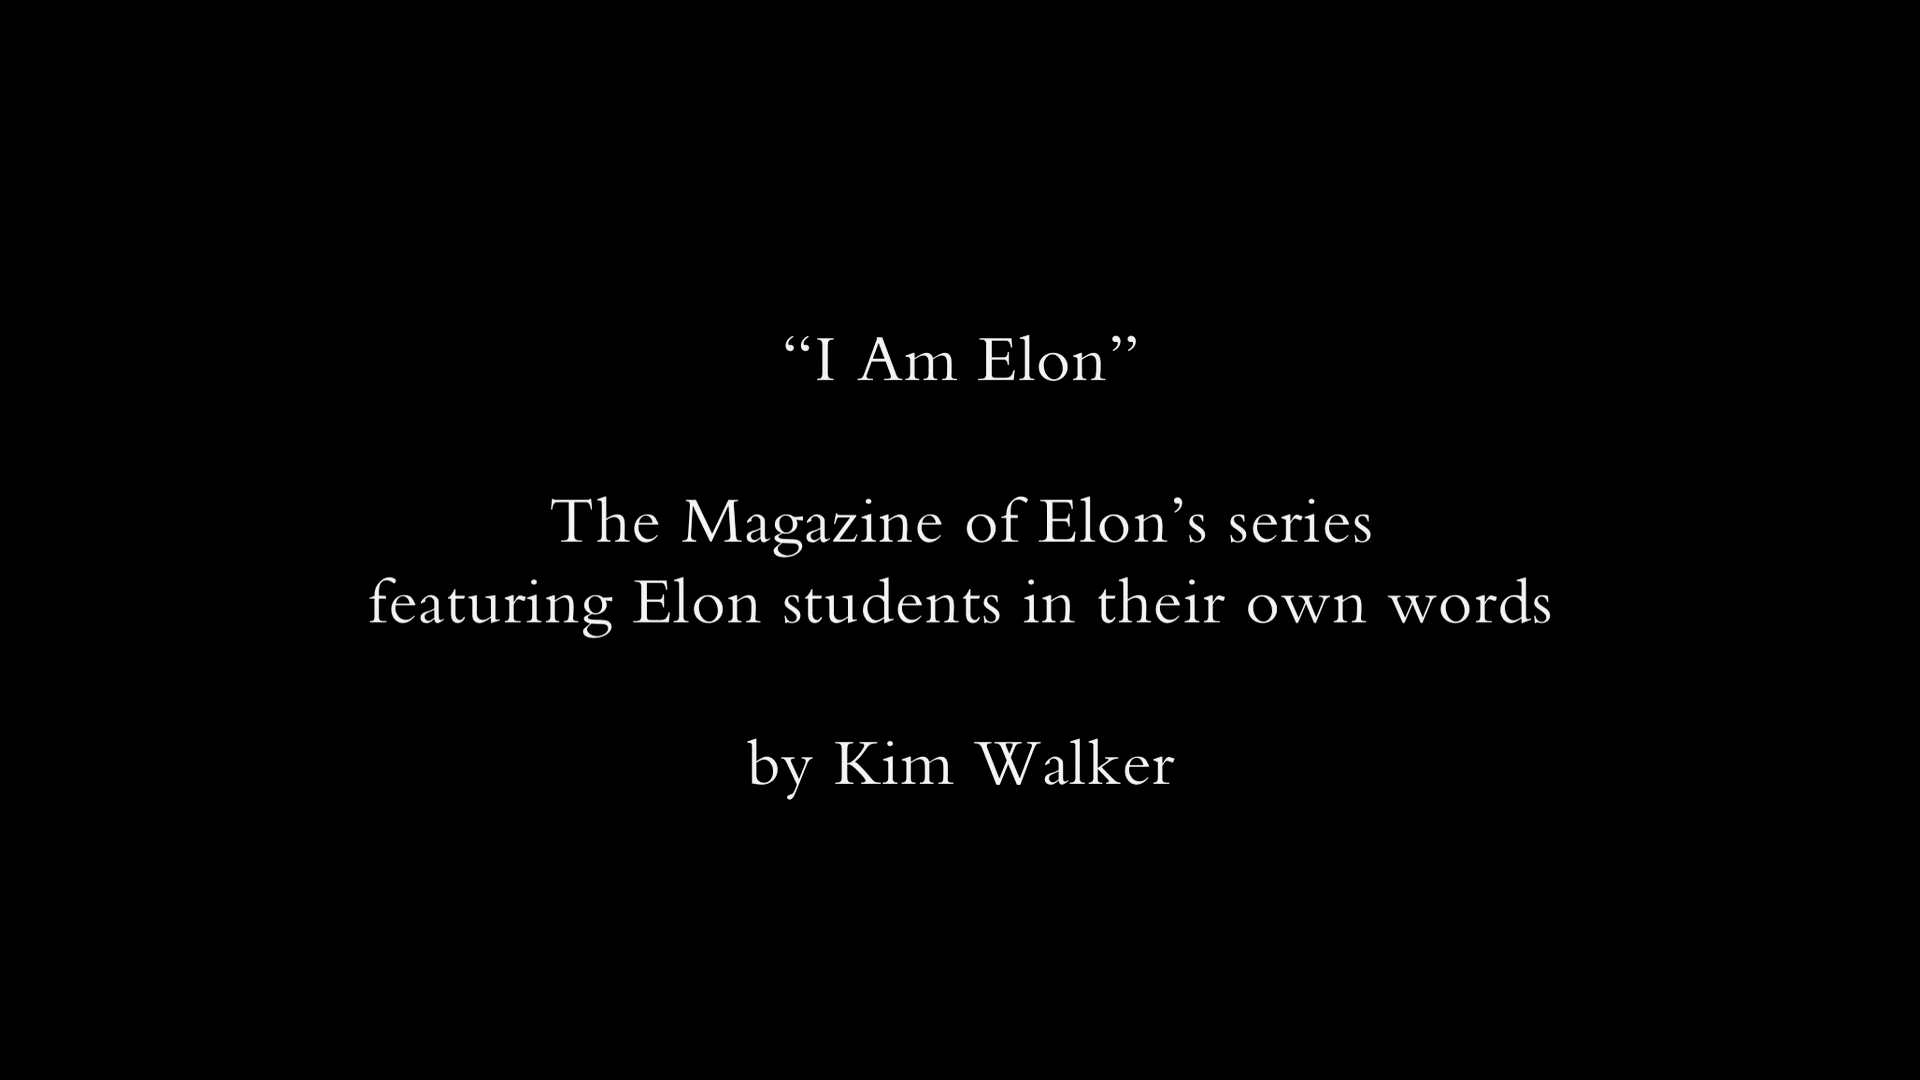 “I Am Elon”
The Magazine of Elon’s series
featuring Elon students in their own words
by Kim Walker